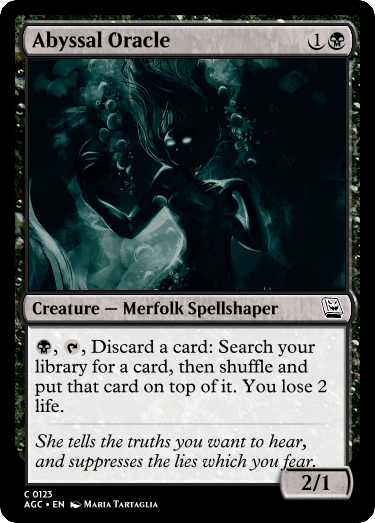 Abyssal Oracle 1
Creature — Merfolk Spellshaper
, , Discard a card: Search your
library for a card, then shuffle and
put that card on top of it. You lose 2
life.
She tells the truths you want to hear,
and suppresses the lies which you fear.
2/1
C 0123
AGC • EN Maria Tartaglia